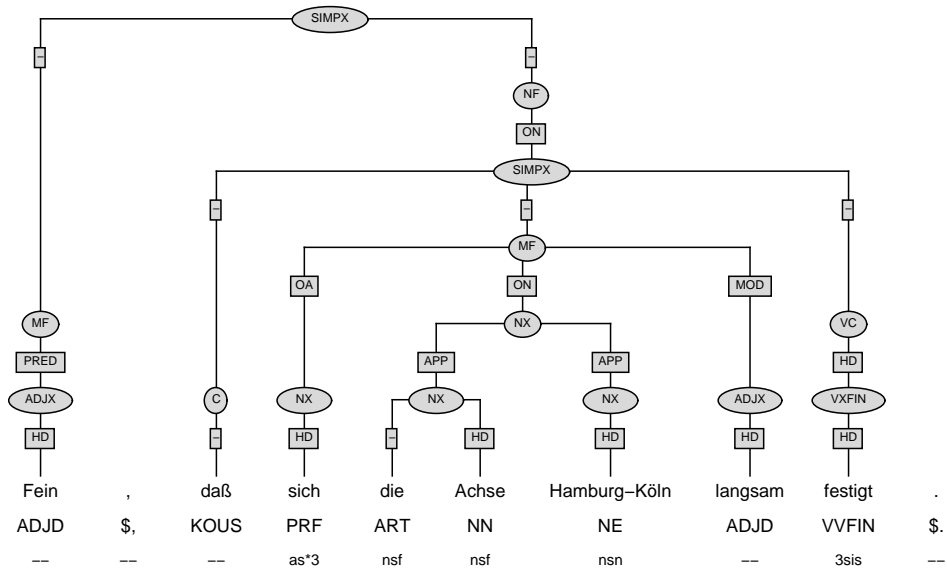 SIMPX
– –
NF
ON
SIMPX
– – –
MF
OA ON MOD
MF NX VC
PRED APP APP HD
ADJX C NX NX NX ADJX VXFIN
HD – HD – HD HD HD HD
Fein , daß sich die Achse Hamburg–Köln langsam festigt .
ADJD $, KOUS PRF ART NN NE ADJD VVFIN $.
–– –– –– as*3 nsf nsf nsn –– 3sis ––